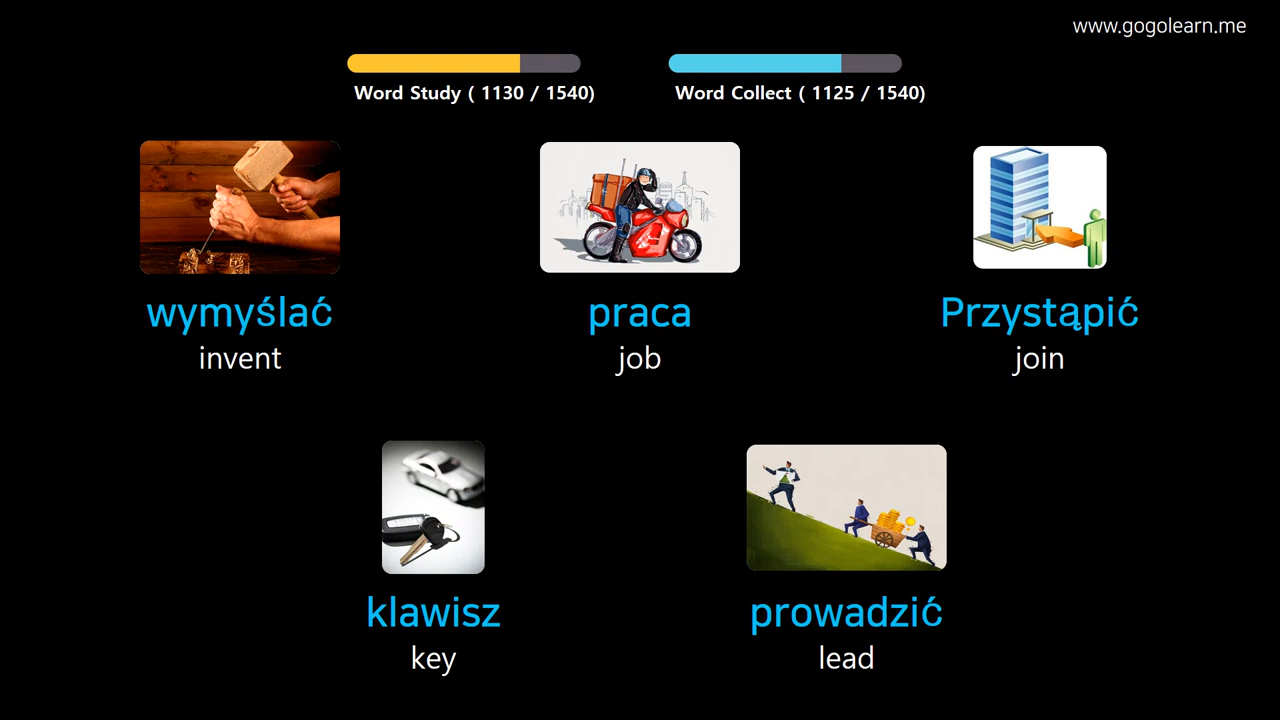 www.gogolearn.me
Word Study ( 1130 / 1540)
Word Collect ( 1125 / 1540)
wymyślać
invent
praca
job
Przystąpić
join
klawisz
key
prowadzić
lead